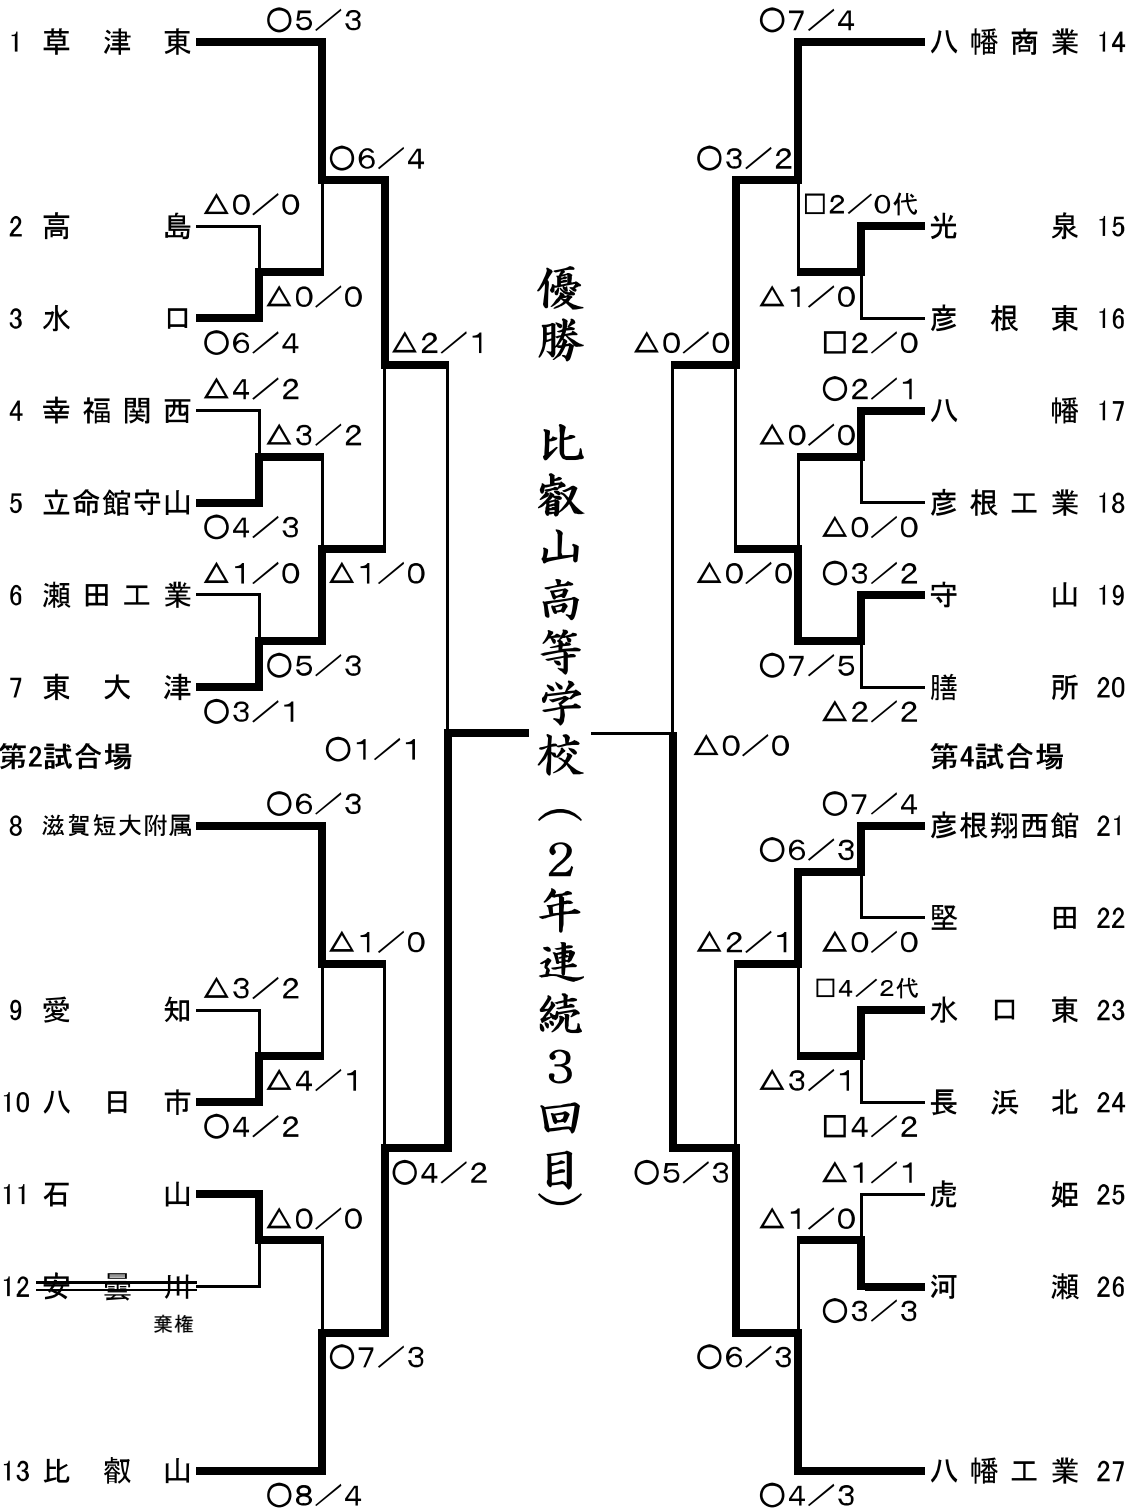 ○5／3
1 草津東
○6／4
△0／0
2 高島
△0／0
3 水口
○6／4
△2／1
△4／2
4 幸福関西
△3／2
5 立命館守山
○4／3
△1／0
6 瀬田工業
△1／0
○5／3
7 東大津
○3／1
第2試合場
○1／1
○6／3
8 滋賀短大附属
△1／0
△3／2
9 愛知
△4／1
10 八日市
○4／2
○4／2
11 石山
△0／0
12 安曇川
棄権
○7／3
13 比叡山
○8／4
優勝　比叡山高等学校（2年連続3回目）
○7／4
八幡商業 14
○3／2
□2／0代
光泉 15
△1／0
彦根東 16
□2／0
△0／0
○2／1
八幡 17
△0／0
彦根工業 18
△0／0
△0／0
○3／2
守山 19
○7／5
膳所 20
△2／2
△0／0
第4試合場
○7／4
彦根翔西館 21
○6／3
堅田 22
△0／0
△2／1
□4／2代
水口東 23
△3／1
長浜北 24
□4／2
○5／3
△1／1
虎姫 25
△1／0
河瀬 26
○3／3
○6／3
八幡工業 27
○4／3